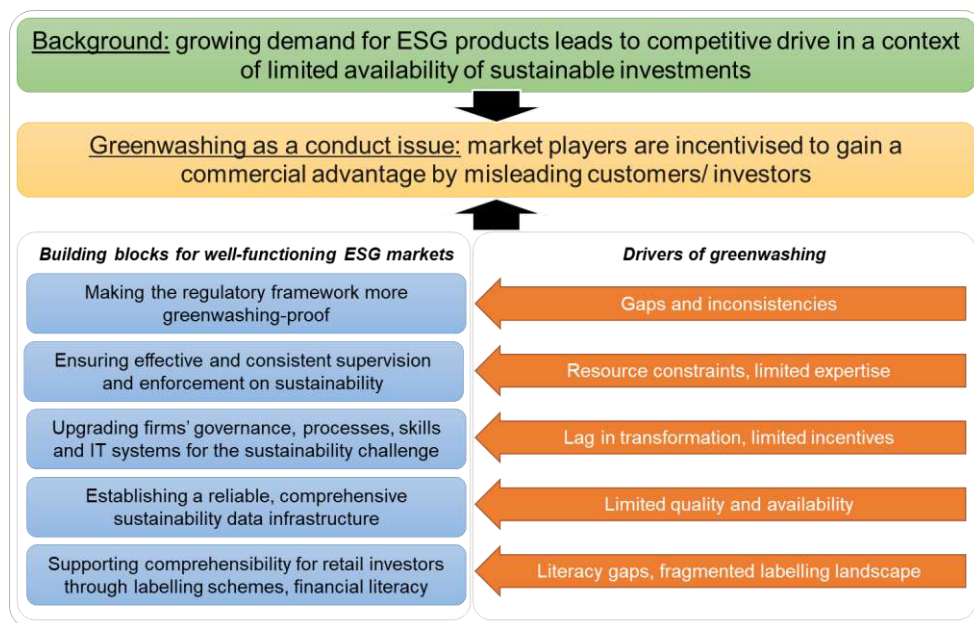 Background: growing demand for ESG products leads to competitive drive in a context
of limited availability of sustainable investments
Greenwashing as a conduct issue: market players are incentivised to gain a
commercial advantage by misleading customers/ investors
Building blocks for well-functioning ESG markets
Drivers of greenwashing
Making the regulatory framework more
greenwashing-proof
Gaps and inconsistencies
Ensuring effective and consistent supervision
and enforcement on sustainability
Resource constraints, limited expertise
Upgrading firms' governance, processes, skills
and IT systems for the sustainability challenge
Lag in transformation, limited incentives
Establishing a reliable, comprehensive
sustainability data infrastructure
Limited quality and availability
Supporting comprehensibility for retail investors
through labelling schemes, financial literacy
Literacy gaps, fragmented labelling landscape